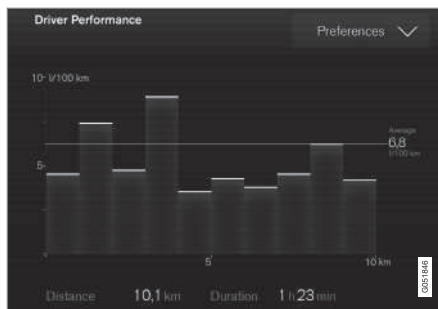 Driver Performance
Preferences
10- l/100 km
Average
6,8
l/100 km
5-
5
10 km
G051846
Distance 10,1 km Duration 1 h 23 min